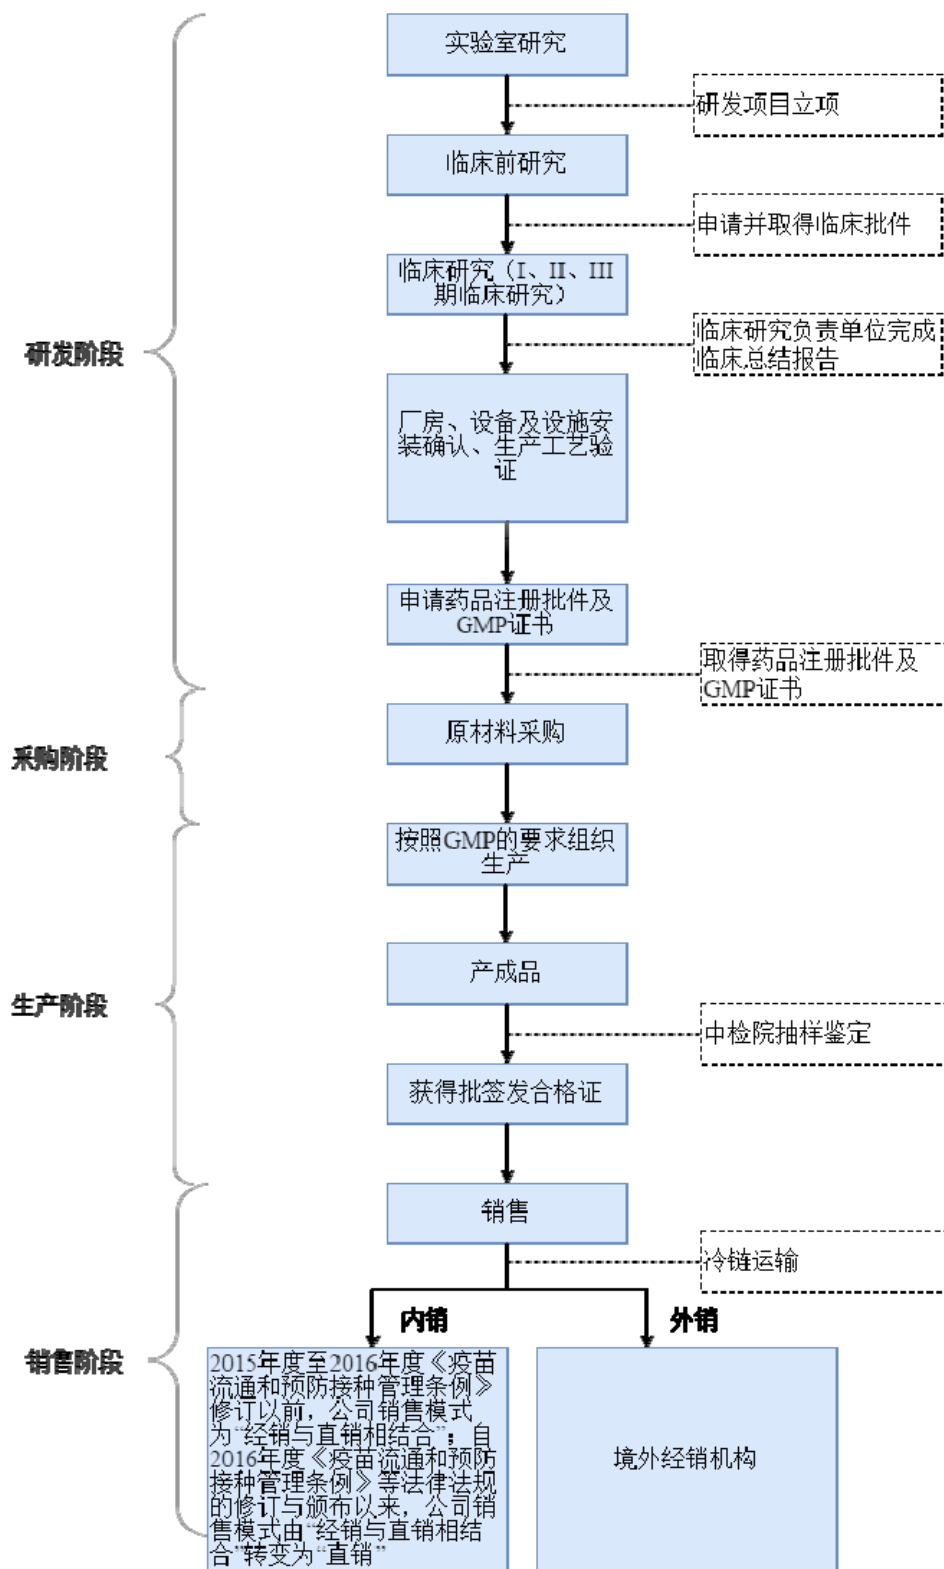 实验室研究
研发项目立项
临床前研究
申请并取得临床批件
临床研究（I、II、III
期临床研究）
临床研究负责单位完成
临床总结报告
研发阶段
厂房、设备及设施安
装确认、生产工艺验
证
申请药品注册批件及
GMP证书
取得药品注册批件及
GMP证书
原材料采购
采购阶段
按照GMP的要求组织
生产
产成品
生产阶段
中检院抽样鉴定
获得批签发合格证
销售
冷链运输
内销
外销
销售阶段
2015年度至2016年度《疫苗
流通和预防接种管理条例》
修订以前，公司销售模式
为“经销与直销相结合”；自
2016年度《疫苗流通和预防
接种管理条例》等法律法规
的修订与颁布以来，公司销
售模式由“经销与直销相结
合”转变为“直销”
境外经销机构